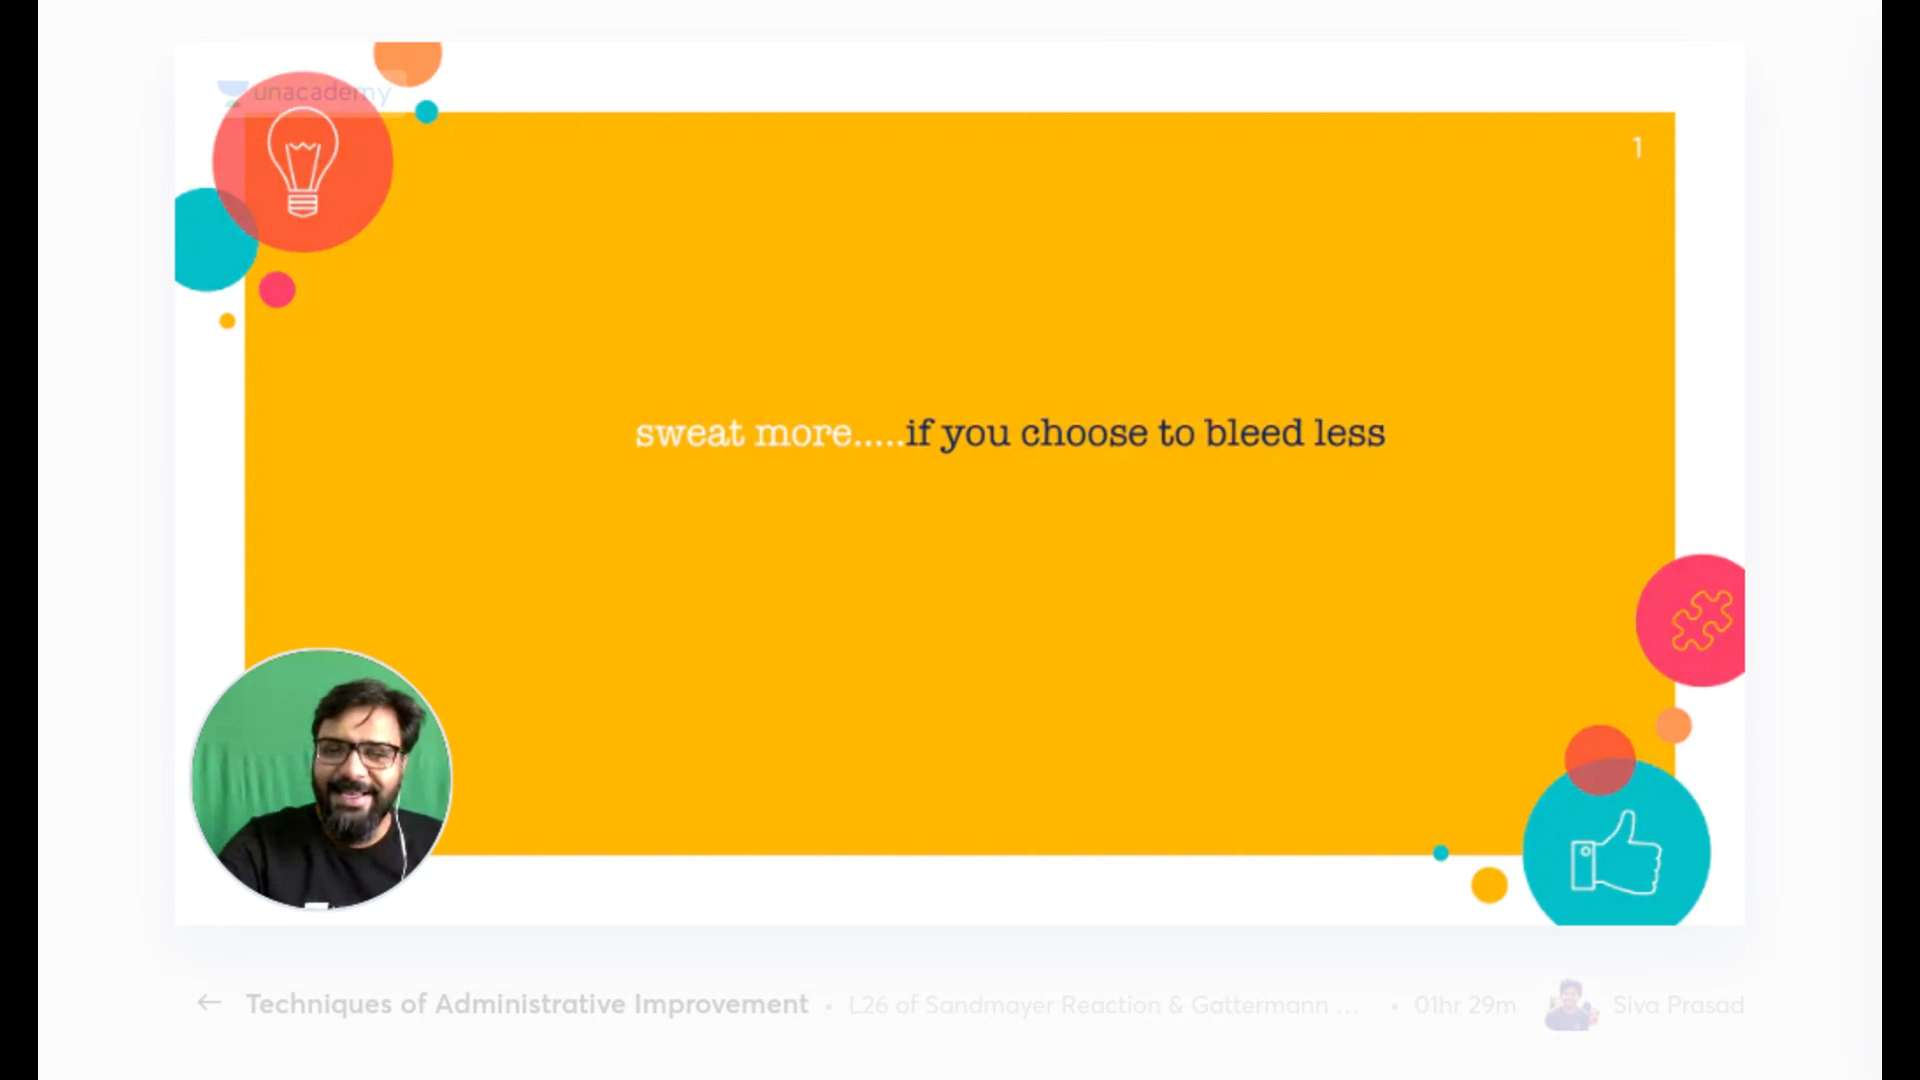 unacademy
1
sweat more.....if you choose to bleed less
Techniques of Administrative Improvement • L26 of Sandmayer Reaction & Gattermann ... • 01hr 29m Siva Prasad